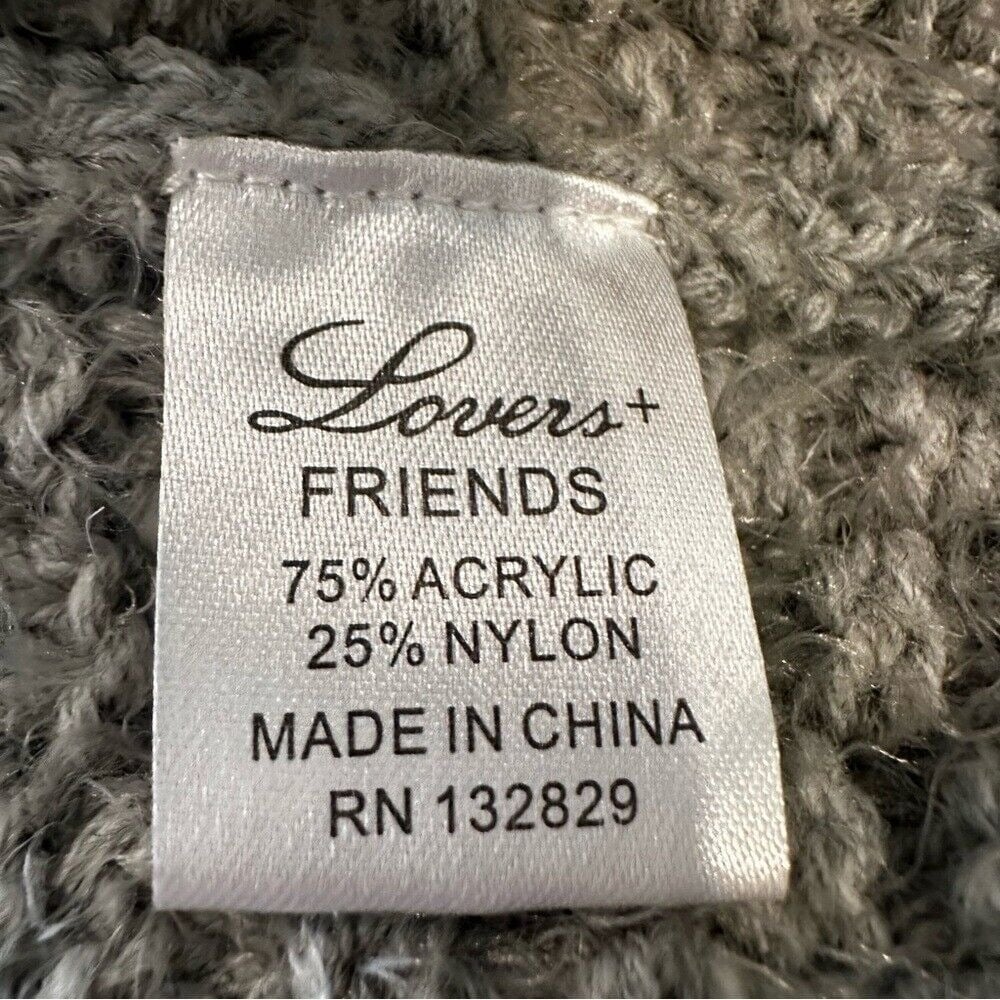 Lovers+
FRIENDS
75% ACRYLIC
25% NYLON
MADE IN CHINA
RN 132829